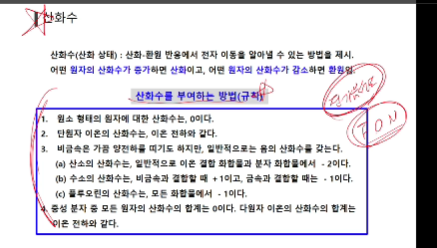 산화수
산화수(산화 상태) : 산화-환원 반응에서 전자 이동을 알아낼 수 있는 방법을 제시.
어떤 원자의 산화수가 증가하면 산화이고, 어떤 원자의 산화수가 감소하면 환원임.
산화수를 부여하는 방법(규칙)
1. 원소 형태의 원자에 대한 산화수는, 0이다.
2. 단원자 이온의 산화수는, 이온 전하와 같다.
3. 비금속은 가끔 양전하를 띠기도 하지만, 일반적으로는 음의 산화수를 갖는다.
(a) 산소의 산화수는, 일반적으로 이온 결합 화합물과 분자 화합물에서 - 2이다.
(b) 수소의 산화수는, 비금속과 결합할 때 + 1이고, 금속과 결합할 때는 - 1이다.
(c) 플루오린의 산화수는, 모든 화합물에서 - 1이다.
4. 중성 분자 중 모든 원자의 산화수의 합계는 0이다. 다원자 이온의 산화수의 합계는
이온 전하와 같다.
F O N